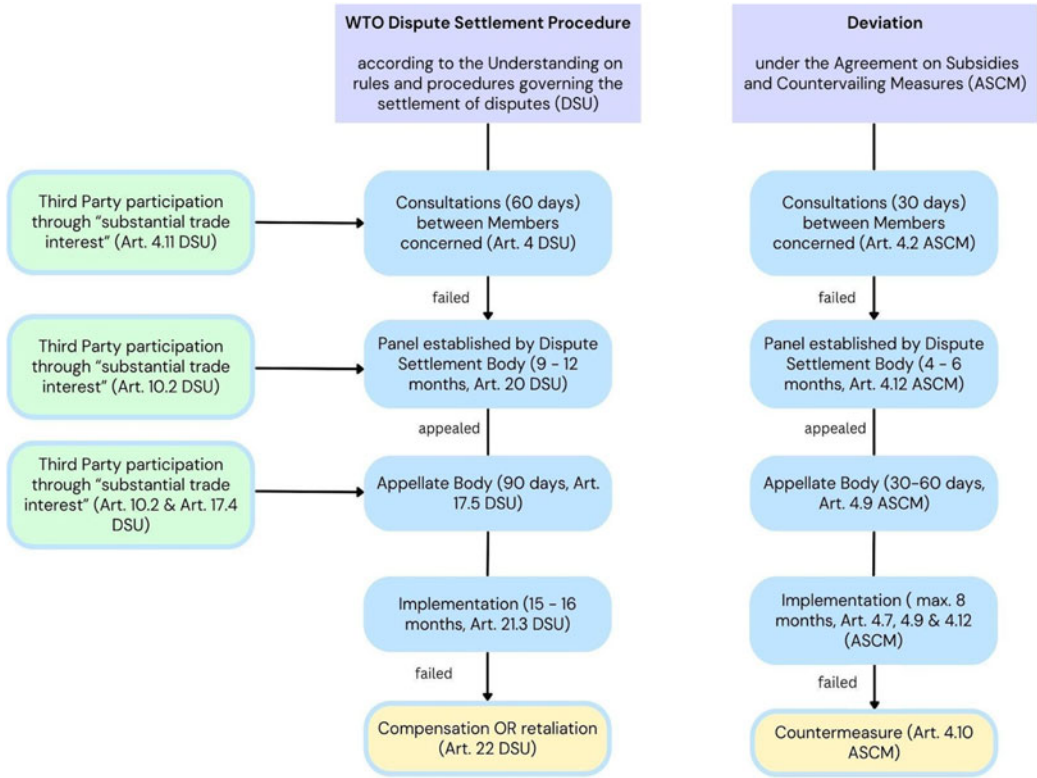 WTO Dispute Settlement Procedure
according to the Understanding on
rules and procedures governing the
settlement of disputes (DSU)
Deviation
under the Agreement on Subsidies
and Countervailing Measures (ASCM)
Third Party participation
through “substantial trade
interest” (Art. 4.11 DSU)
Consultations (60 days)
between Members
concerned (Art. 4 DSU)
Consultations (30 days)
between Members
concerned (Art. 4.2 ASCM)
failed
failed
Third Party participation
through “substantial trade
interest” (Art. 10.2 DSU)
Panel established by Dispute
Settlement Body (9 - 12
months, Art. 20 DSU)
Panel established by Dispute
Settlement Body (4 - 6
months, Art. 4.12 ASCM)
appealed
appealed
Third Party participation
through “substantial trade
interest” (Art. 10.2 & Art. 17.4
DSU)
Appellate Body (90 days, Art.
17.5 DSU)
Appellate Body (30-60 days,
Art. 4.9 ASCM)
Implementation (15 - 16
months, Art. 21.3 DSU)
Implementation ( max. 8
months, Art. 4.7, 4.9 & 4.12
(ASCM)
failed
failed
Compensation OR retaliation
(Art. 22 DSU)
Countermeasure (Art. 4.10
ASCM)